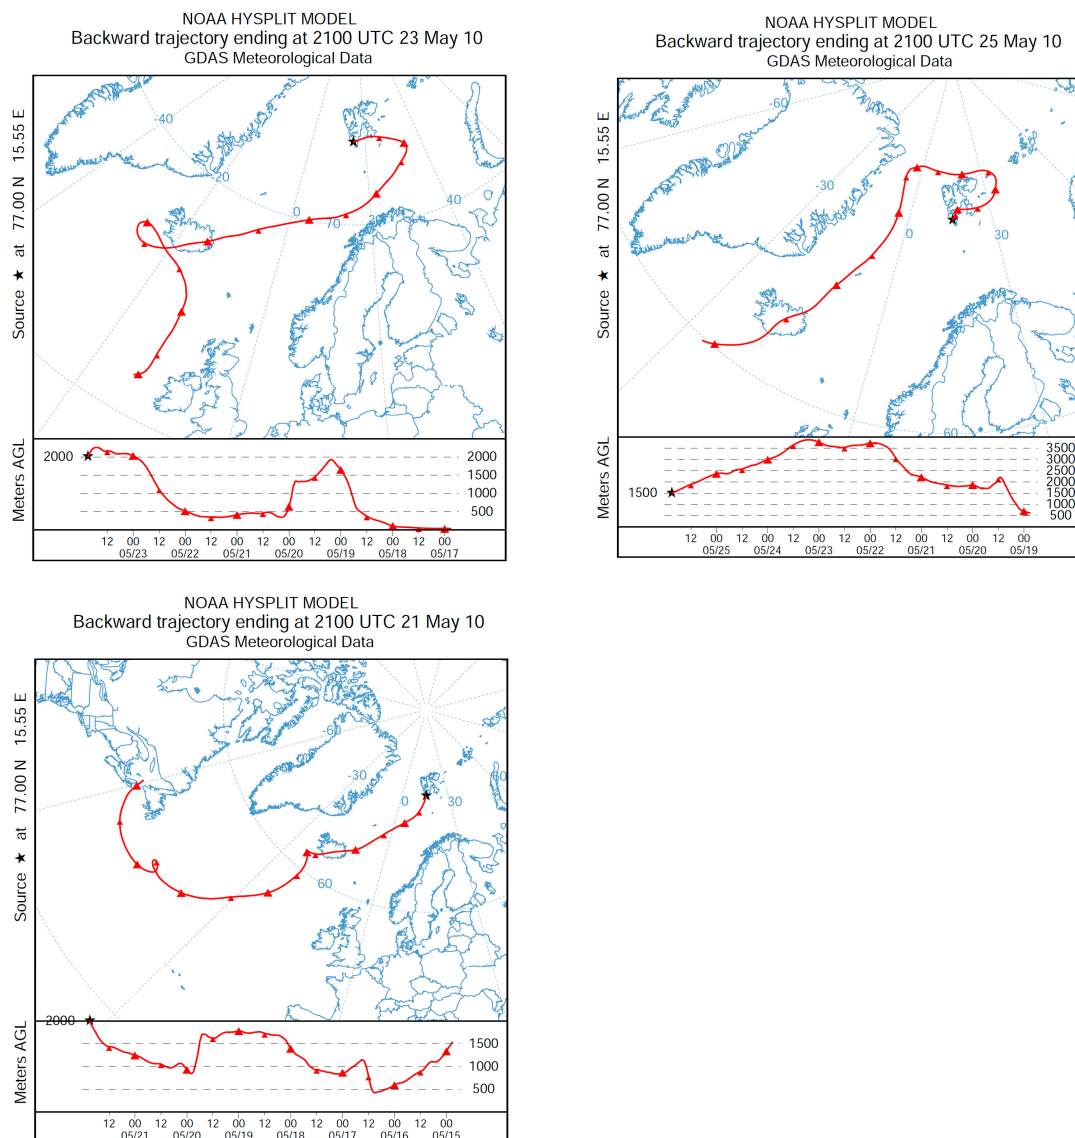 NOAA HYSPLIT MODEL
Backward trajectory ending at 2100 UTC 23 May 10
GDAS Meteorological Data
Source ★ at 77.00 N 15.55 E
-40
-20
0
70
20
40
Meters AGL
2000
2000
1500
1000
500
12 00 12 00 12 00 12 00 12 00 12 00 12 00
05/23 05/22 05/21 05/20 05/19 05/18 05/17
NOAA HYSPLIT MODEL
Backward trajectory ending at 2100 UTC 25 May 10
GDAS Meteorological Data
Source ★ at 77.00 N 15.55 E
-60
-30
0
30
60
Meters AGL
1500
3500
3000
2500
2000
1500
1000
500
12 00 12 00 12 00 12 00 12 00 12 00 12 00
05/25 05/24 05/23 05/22 05/21 05/20 05/19
NOAA HYSPLIT MODEL
Backward trajectory ending at 2100 UTC 21 May 10
GDAS Meteorological Data
Source ★ at 77.00 N 15.55 E
-60
-30
0
30
60
60
Meters AGL
2000
1500
1000
500
12 00 12 00 12 00 12 00 12 00 12 00 12 00
05/21 05/20 05/19 05/18 05/17 05/16 05/15